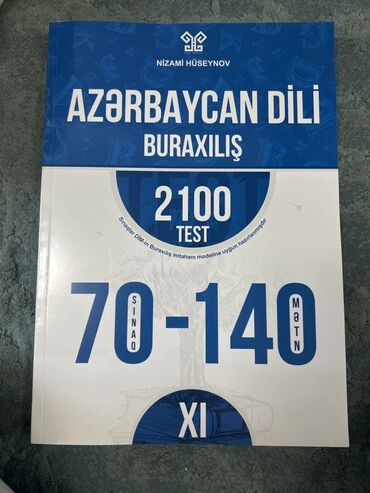 NİZAMİ HÜSEYNOV
AZƏRBAYCAN DİLİ
BURAXILIŞ
2100
TEST
Sınaqlar DİM-in Buraxılış imtahanı modelinə uyğun hazırlanmışdır
70-140
SINAQ
MƏTN
XI